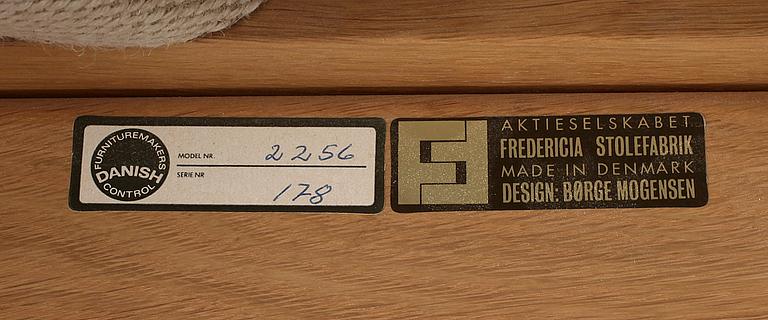 FURNITUREMAKERS
DANISH
CONTROL
MODEL NR. 2256
SERIE NR 178
AKTIESELSKABET
FREDERICIA STOLEFABRIK
MADE IN DENMARK
DESIGN: BØRGE MOGENSEN